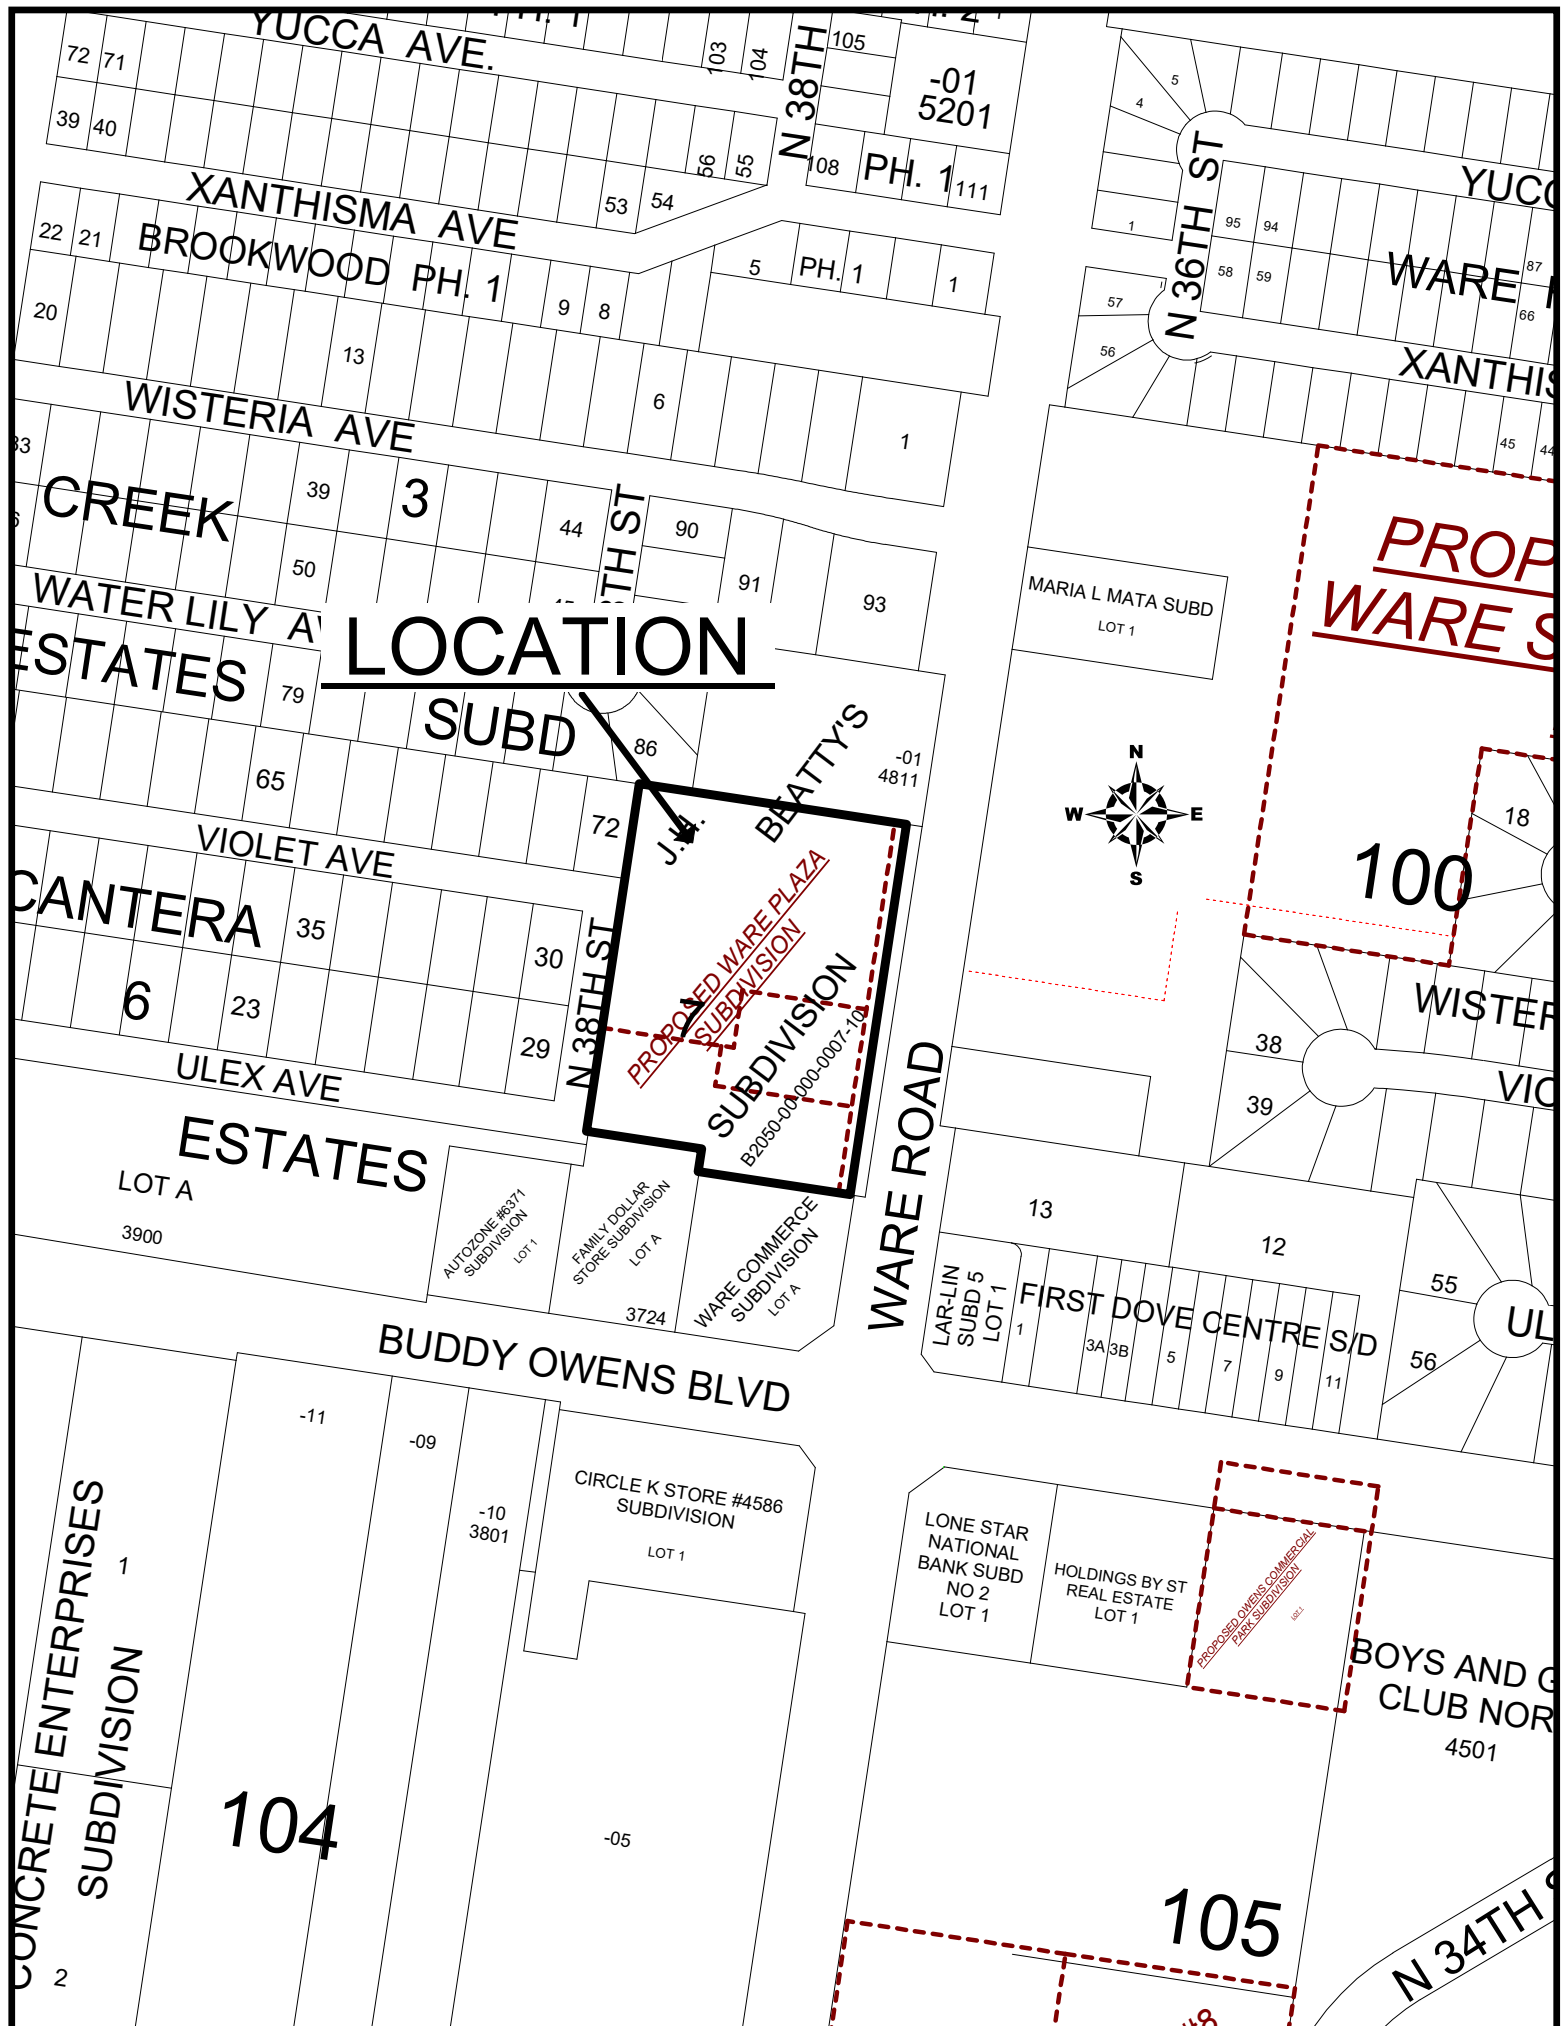 PH. 1
YUCCA AVE.
72
71
103
104
N 38TH
105
-01
5201
5
4
39
40
56
55
108
PH. 1
111
N 36TH ST
XANTHISMA AVE
53
54
1
95
94
22
21
BROOKWOOD PH. 1
5
PH. 1
1
58
59
WARE
87
57
66
9
8
20
13
56
WISTERIA AVE
6
1
45
44
CREEK
39
3
44
TH ST
90
50
91
93
MARIA L MATA SUBD
LOT 1
WATER LILY
LOCATION
ESTATES
79
SUBD
86
BEATTY'S
-01
4811
65
N
W
E
S
18
VIOLET AVE
72
J.H.
100
CANTERA
35
30
PROPOSED WARE PLAZA
SUBDIVISION
6
23
N 38TH ST
7
SUBDIVISION
B2050-00-000-0007-10
29
38
39
ULEX AVE
WARE ROAD
ESTATES
LOT A
3900
AUTOZONE #6371
SUBDIVISION
LOT 1
FAMILY DOLLAR
STORE SUBDIVISION
LOT A
3724
WARE COMMERCE
SUBDIVISION
LOT A
13
12
LAR-LIN
SUBD 5
LOT 1
FIRST DOVE CENTRE S/D
1
3A
3B
5
7
9
11
55
56
BUDDY OWENS BLVD
-11
-09
-10
3801
CIRCLE K STORE #4586
SUBDIVISION
LOT 1
LONE STAR
NATIONAL
BANK SUBD
NO 2
LOT 1
HOLDINGS BY ST
REAL ESTATE
LOT 1
PROPOSED OWENS COMMERCIAL
PARK SUBDIVISION
LOT 1
CONCRETE ENTERPRISES
SUBDIVISION
1
2
BOYS AND
CLUB
4501
104
-05
105
N 34TH